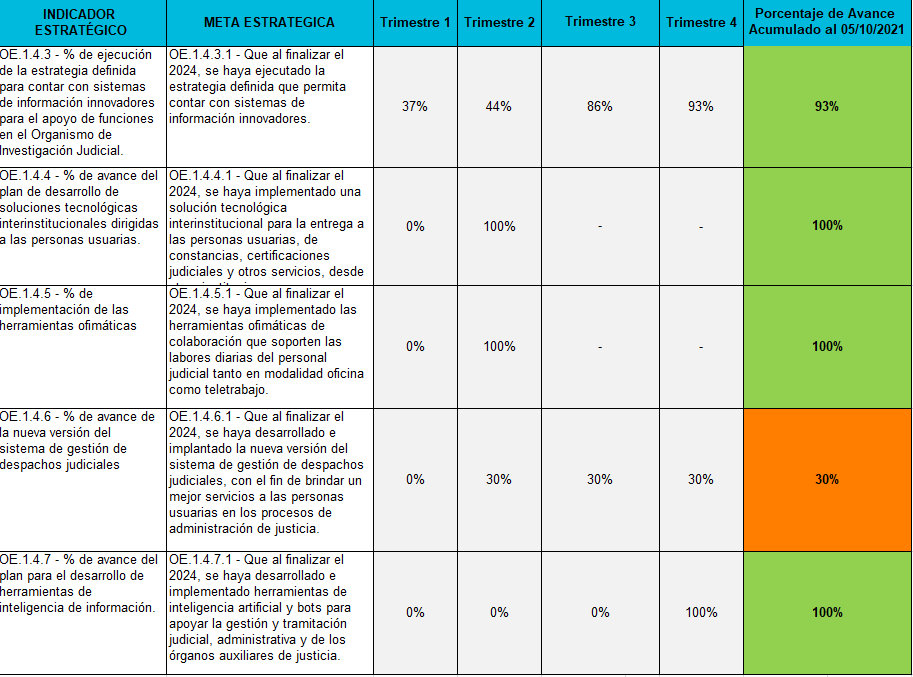 INDICADOR
ESTRATÉGICO
META ESTRATEGICA
Trimestre 1
Trimestre 2
Trimestre 3
Trimestre 4
Porcentaje de Avance
Acumulado al 05/10/2021
OE.1.4.3 - % de ejecución
de la estrategia definida
para contar con sistemas
de información innovadores
para el apoyo de funciones
en el Organismo de
Investigación Judicial.
OE.1.4.3.1 - Que al finalizar el
2024, se haya ejecutado la
estrategia definida que permita
contar con sistemas de
información innovadores.
37%
44%
86%
93%
93%
OE.1.4.4 - % de avance del
plan de desarrollo de
soluciones tecnológicas
interinstitucionales dirigidas
a las personas usuarias.
OE.1.4.4.1 - Que al finalizar el
2024, se haya implementado una
solución tecnológica
interinstitucional para la entrega a
las personas usuarias, de
constancias, certificaciones
judiciales y otros servicios, desde
0%
100%
-
-
100%
OE.1.4.5 - % de
implementación de las
herramientas ofimáticas
OE.1.4.5.1 - Que al finalizar el
2024, se haya implementado las
herramientas ofimáticas de
colaboración que soporten las
labores diarias del personal
judicial tanto en modalidad oficina
como teletrabajo.
0%
100%
-
-
100%
OE.1.4.6 - % de avance de
la nueva versión del
sistema de gestión de
despachos judiciales
OE.1.4.6.1 - Que al finalizar el
2024, se haya desarrollado e
implantado la nueva versión del
sistema de gestión de despachos
judiciales, con el fin de brindar un
mejor servicios a las personas
usuarias en los procesos de
administración de justicia.
0%
30%
30%
30%
30%
OE.1.4.7 - % de avance del
plan para el desarrollo de
herramientas de
inteligencia de información.
OE.1.4.7.1 - Que al finalizar el
2024, se haya desarrollado e
implementado herramientas de
inteligencia artificial y bots para
apoyar la gestión y tramitación
judicial, administrativa y de los
órganos auxiliares de justicia.
0%
0%
0%
100%
100%